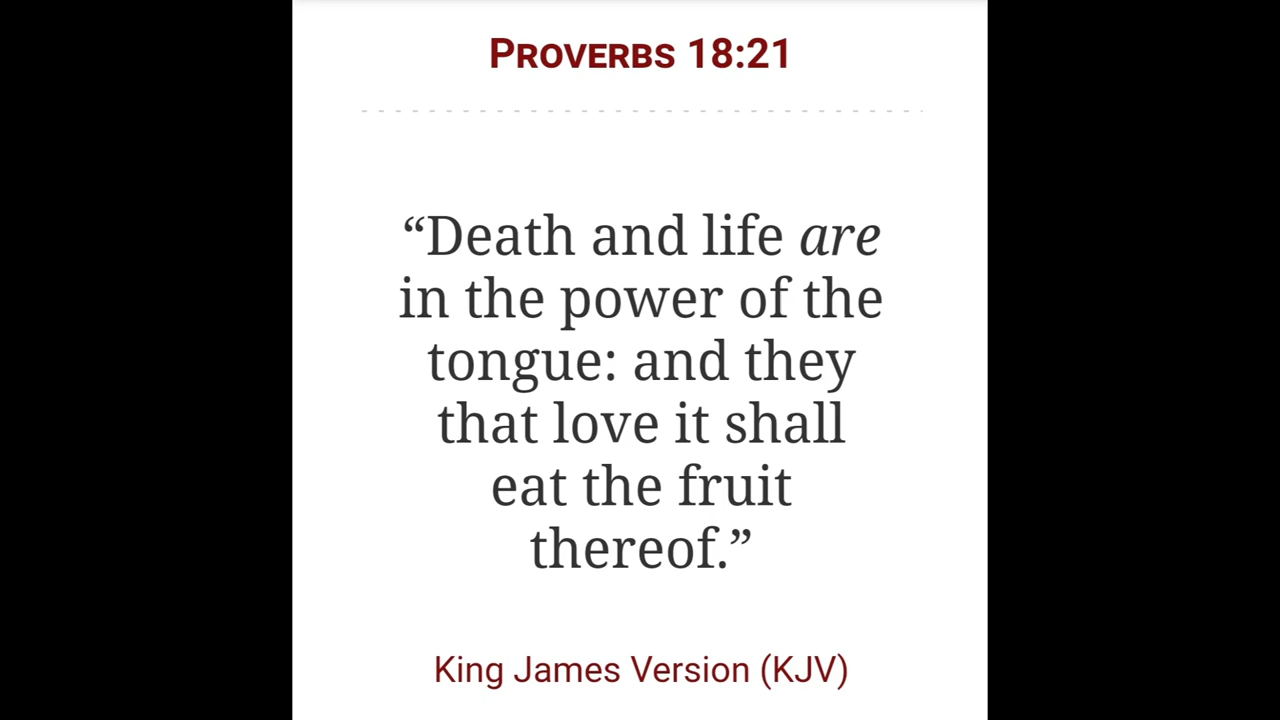 PROVERBS 18:21
“Death and life are
in the power of the
tongue: and they
that love it shall
eat the fruit
thereof.”
King James Version (KJV)